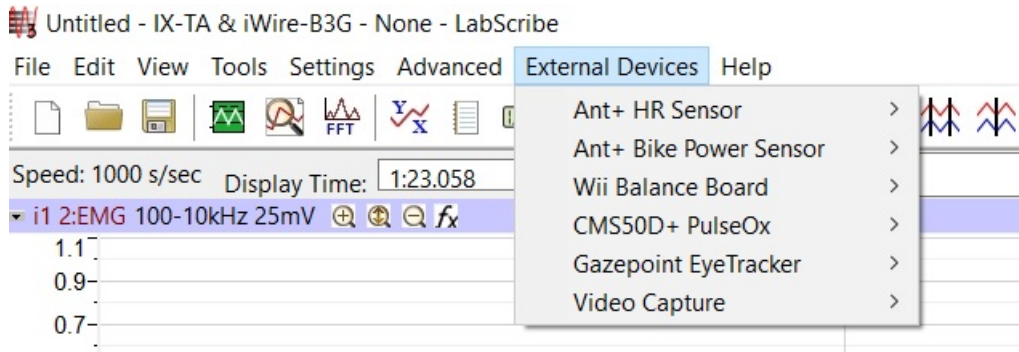 Untitled - IX-TA & iWire-B3G - None - LabScribe
File Edit View Tools Settings Advanced External Devices Help
FFT
Y X
Ant+ HR Sensor
Ant+ Bike Power Sensor
Wii Balance Board
CMS50D+ PulseOx
Gazepoint EyeTracker
Video Capture
Speed: 1000 s/sec Display Time: 1:23.058
i1 2:EMG 100-10kHz 25mV fx
1.1
0.9
0.7